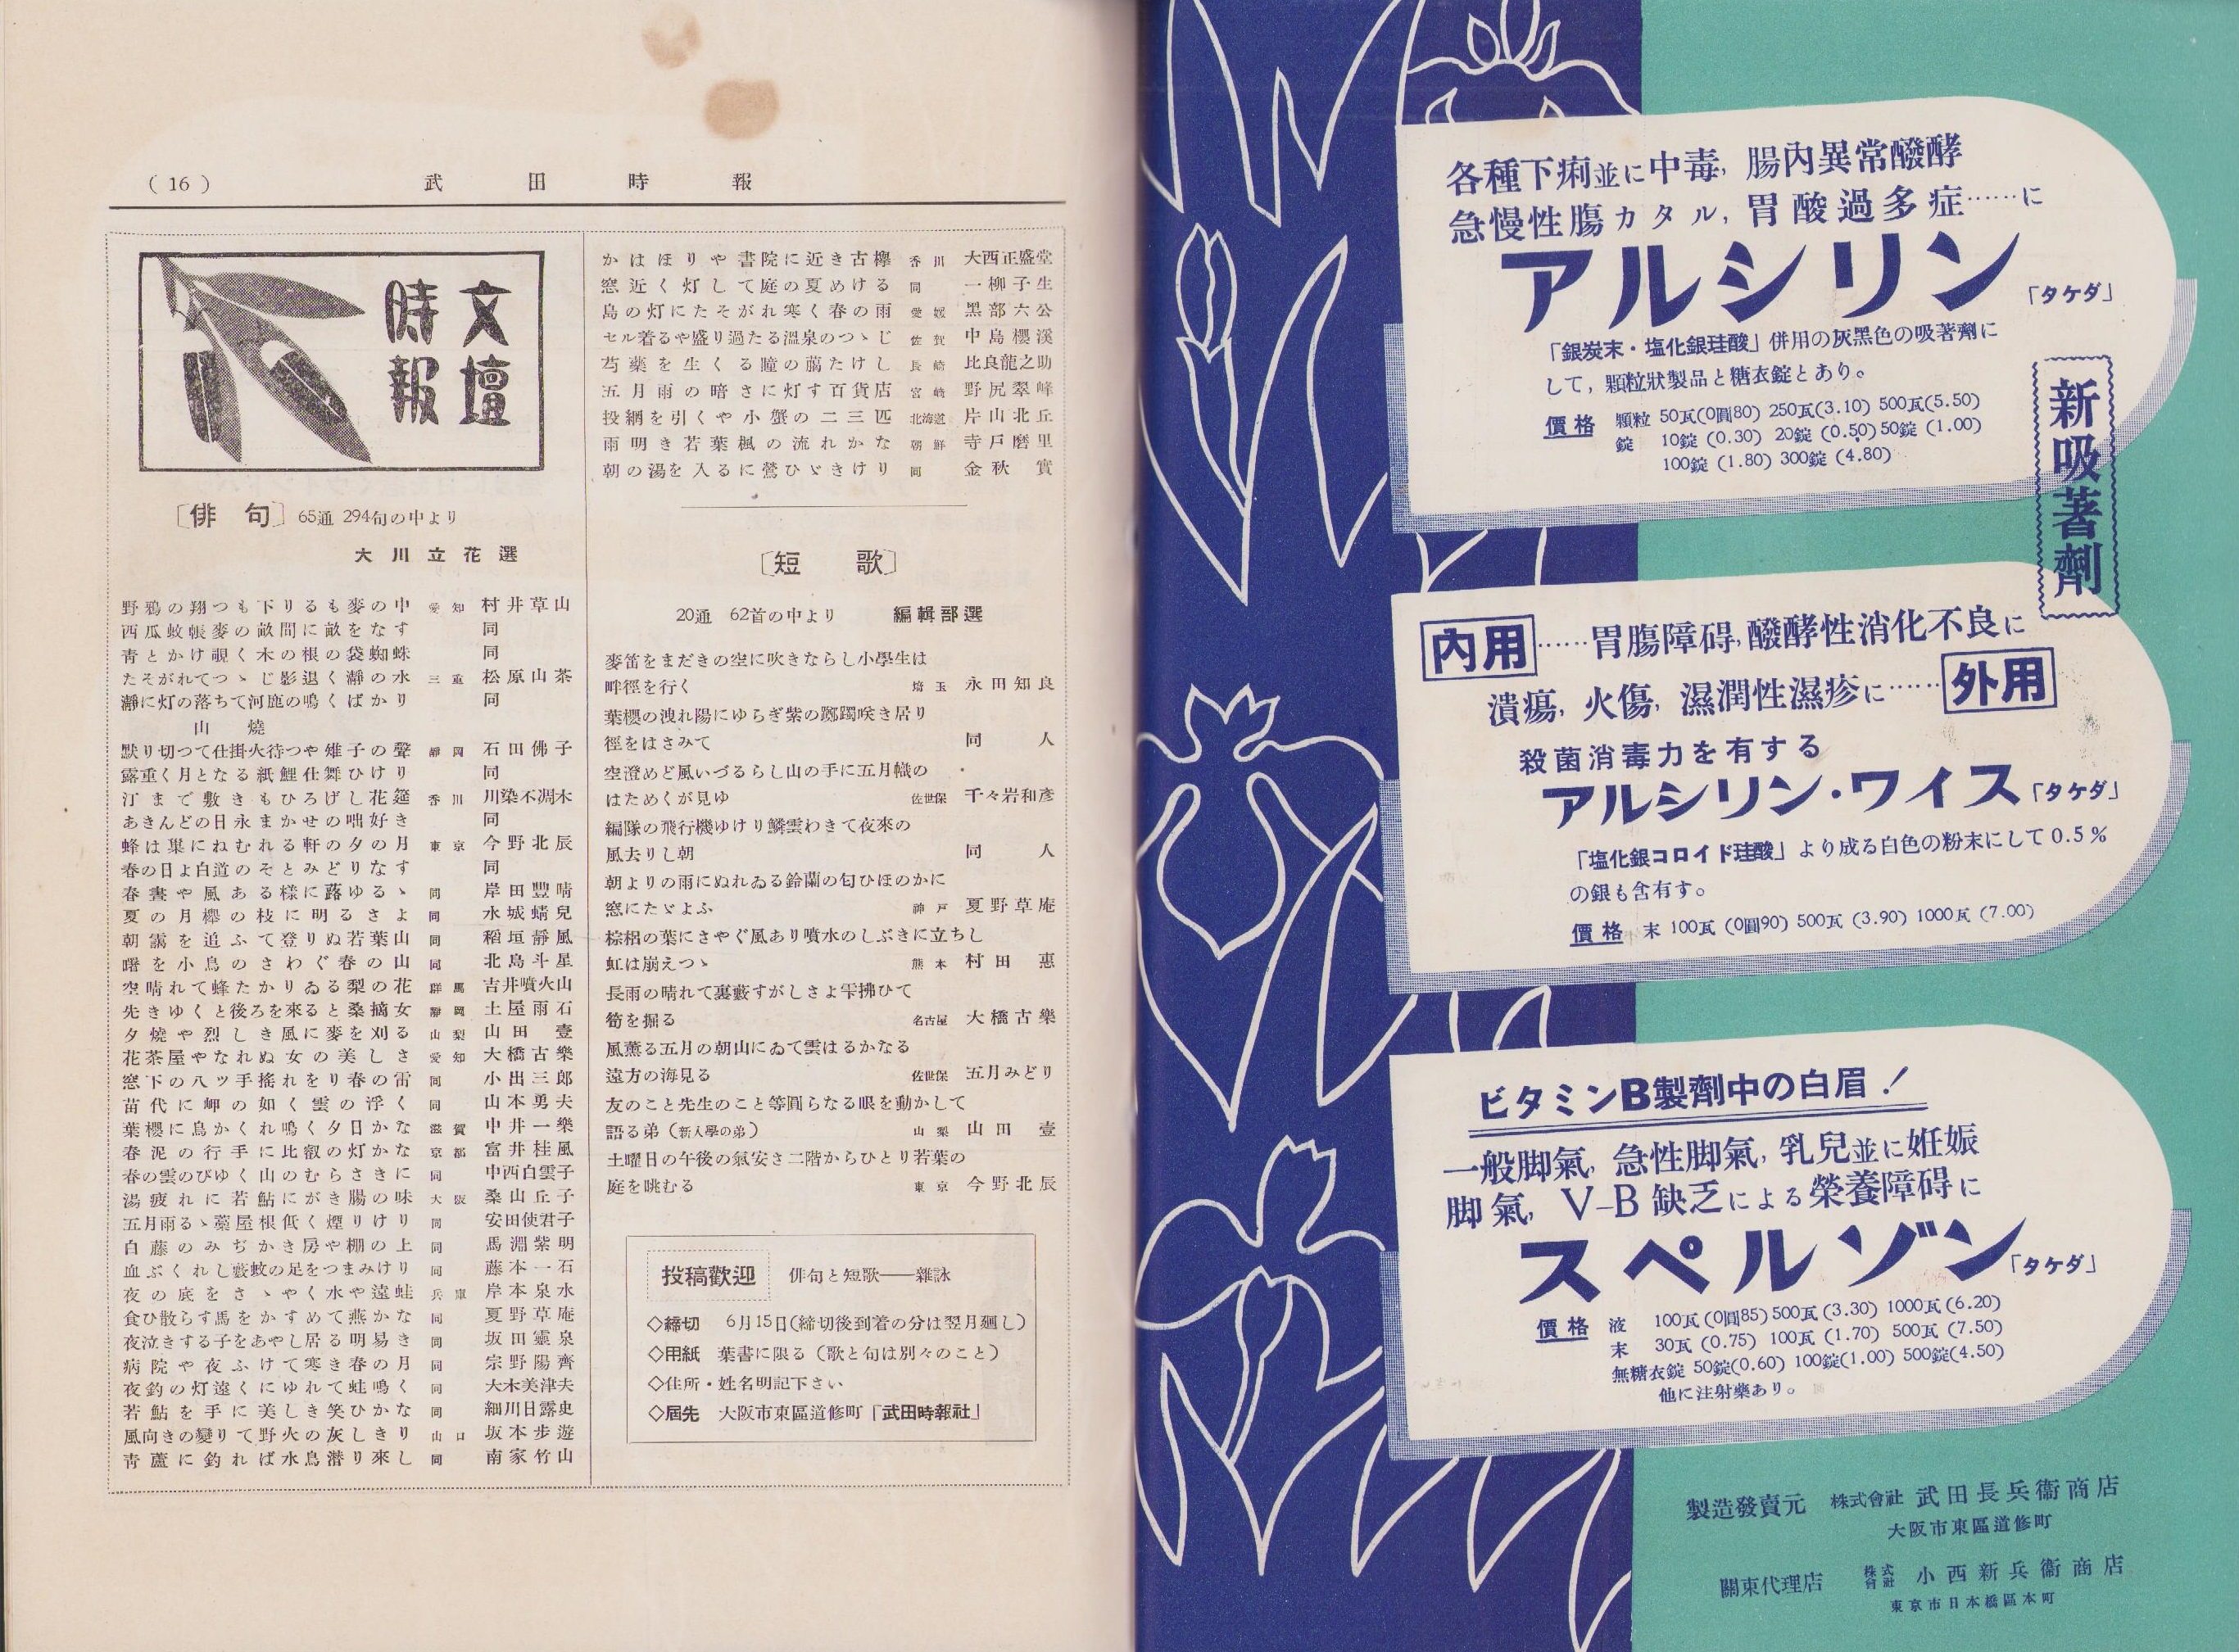 (16) 武田時報
文壇
時報
〔俳句〕 65通 294句の中より
大川立花選
野鴉の翔つも下りるも麥の中 愛知 村井草山
西瓜蚊帳麥の畝間に畝をなす 同
青とかけ覗く木の根の袋蜘蛛 同
たそがれてつゝじ影退く瀞の水 三重 松原山茶
瀞に灯の落ちて河鹿の鳴くばかり 同
山燒
默り切つて仕掛火待つや雉子の聲 靜岡 石田佛子
露重く月となる紙鯉仕舞ひけり 同
汀まで敷きもひろげし花筵 香川 川染不凋木
あきんどの日永まかせの咄好き 同
蜂は巣にねむれる軒の夕の月 東京 今野北辰
春の日よ白道のそとみどりなす 同
春晝や風ある樣に蕗ゆるゝ 同 岸田豐晴
夏の月欅の枝に明るさよ 同 水城蜻兒
朝靄を追ふて登りぬ若葉山 同 稲垣靜風
曙を小鳥のさわぐ春の山 同 北島斗星
空晴れて蜂たかりゐる梨の花 群馬 吉井噴火山
先きゆくと後ろを來ると桑摘女 靜岡 土屋雨石
夕燒や烈しき風に麥を刈る 山梨 山田壹
花茶屋やなれぬ女の美しさ 愛知 大橋古樂
窓下の八ツ手搖れをり春の雷 同 小出三郎
苗代に岬の如く雲の浮く 同 山本勇夫
葉櫻に鳥かくれ鳴く夕日かな 滋賀 中井一樂
春泥の行手に比叡の灯かな 京都 富井桂風
春の雲のびゆく山のむらさきに 同 中西白雲子
湯疲れに若鮎にがき腸の味 大阪 桑山丘子
五月雨るゝ藁屋根低く煙りけり 同 安田使君子
白藤のみぢかき房や棚の上 同 馬淵紫明
血ぶくれし藪蚊の足をつまみけり 同 藤本一石
夜の底をさゝやく水や遠蛙 兵庫 岸本泉水
食ひ散らす馬をかすめて燕かな 同 夏野草庵
夜泣きする子をあやし居る明易き 同 坂田靈泉
病院や夜ふけて寒き春の月 同 宗野陽齊
夜釣の灯遠くにゆれて蛙鳴く 同 大木美津夫
若鮎を手に美しき笑ひかな 同 細川日露史
風向きの變りて野火の灰しきり 山口 坂本歩遊
青蘆に釣れば水鳥潛り來し 同 南家竹山
かはほりや書院に近き古欅 香川 大西正盛堂
窓近く灯して庭の夏めける 同 一柳子生
島の灯にたそがれ寒く春の雨 愛媛 黑部六公
セル着るや盛り過たる溫泉のつゝじ 佐賀 中島櫻溪
芍藥を生くる瞳の﨟たけし 長崎 比良龍之助
五月雨の暗さに灯す百貨店 宮崎 野尻翠峰
投網を引くや小蟹の二三匹 北海道 片山北丘
雨明き若葉楓の流れかな 朝鮮 寺戸磨里
朝の湯を入るに鶯ひゞきけり 同 金秋實
〔短歌〕
20通 62首の中より 編輯部選
麥笛をまだきの空に吹きならし小學生は
畔徑を行く 埼玉 永田知良
葉櫻の洩れ陽にゆらぎ紫の躑躅咲き居り
徑をはさみて 同人
空澄めど風いづるらし山の手に五月幟の
はためくが見ゆ 佐世保 千々岩和彦
編隊の飛行機ゆけり鱗雲わきて夜來の
風去りし朝 同人
朝よりの雨にぬれゐる鈴蘭の匂ひほのかに
窓にたゞよふ 神戸 夏野草庵
棕梠の葉にさやぐ風あり噴水のしぶきに立ちし
虹は崩えつゝ 熊本 村田惠
長雨の晴れて裏藪すがしさよ雫拂ひて
筍を掘る 名古屋 大橋古樂
風薫る五月の朝山にゐて雲はるかなる
遠方の海見る 佐世保 五月みどり
友のこと先生のこと等圓らなる眼を動かして
語る弟(新入學の弟) 山梨 山田壹
土曜日の午後の氣安さ二階からひとり若葉の
庭を眺むる 東京 今野北辰
投稿歡迎 俳句と短歌――雜詠
◇締切 6月15日(締切後到着の分は翌月廻し)
◇用紙 葉書に限る(歌と句は別々のこと)
◇住所・姓名明記下さい
◇屆先 大阪市東區道修町「武田時報社」
各種下痢並に中毒,腸內異常醱酵
急慢性膓カタル,胃酸過多症……に
アルシリン「タケダ」
「銀炭末・塩化銀硅酸」併用の灰黑色の吸著劑に
して,顆粒狀製品と糖衣錠とあり。
價格 顆粒 50瓦(0圓80) 250瓦(3.10) 500瓦(5.50)
錠 10錠(0.30) 20錠(0.50) 50錠(1.00)
100錠(1.80) 300錠(4.80)
新吸著劑
內用……胃膓障碍,醱酵性消化不良に
潰瘍,火傷,濕潤性濕疹に……外用
殺菌消毒力を有する
アルシリン・ワイス「タケダ」
「塩化銀コロイド硅酸」より成る白色の粉末にして0.5%
の銀も含有す。
價格 末 100瓦(0圓90) 500瓦(3.90) 1000瓦(7.00)
ビタミンB製劑中の白眉!
一般脚氣,急性脚氣,乳兒並に妊娠
脚氣,V-B缺乏による榮養障碍に
スペルゾン「タケダ」
價格 液 100瓦(0圓85) 500瓦(3.30) 1000瓦(6.20)
末 30瓦(0.75) 100瓦(1.70) 500瓦(7.50)
無糖衣錠 50錠(0.60) 100錠(1.00) 500錠(4.50)
他に注射藥あり。
製造發賣元 株式會社 武田長兵衞商店
大阪市東區道修町
關東代理店 株式會社 小西新兵衞商店
東京市日本橋區本町